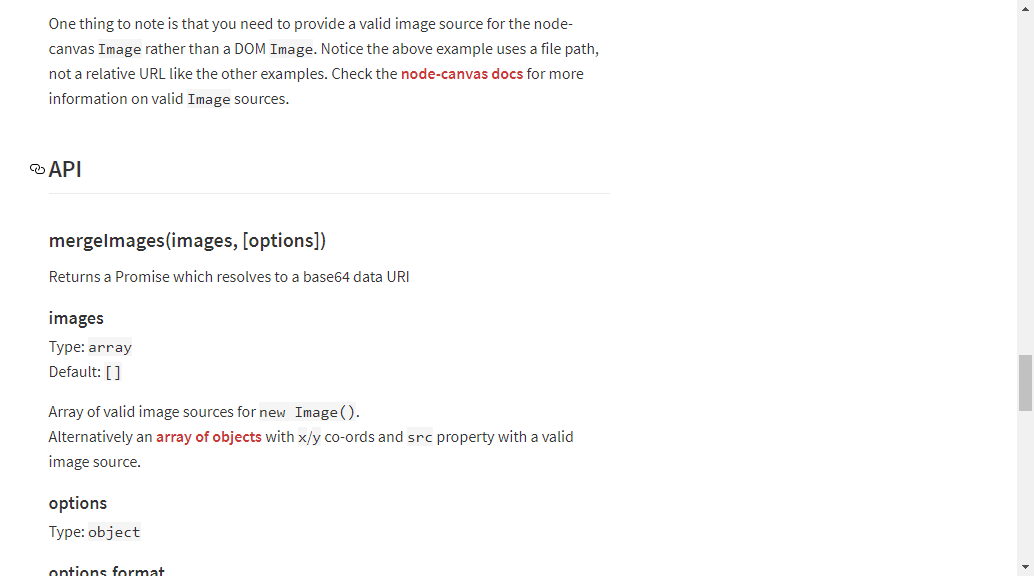 One thing to note is that you need to provide a valid image source for the node-
canvas Image rather than a DOM Image. Notice the above example uses a file path,
not a relative URL like the other examples. Check the node-canvas docs for more
information on valid Image sources.
API
mergeImages(images, [options])
Returns a Promise which resolves to a base64 data URI
images
Type: array
Default: []
Array of valid image sources for new Image().
Alternatively an array of objects with x/y co-ords and src property with a valid
image source.
options
Type: object
options.format